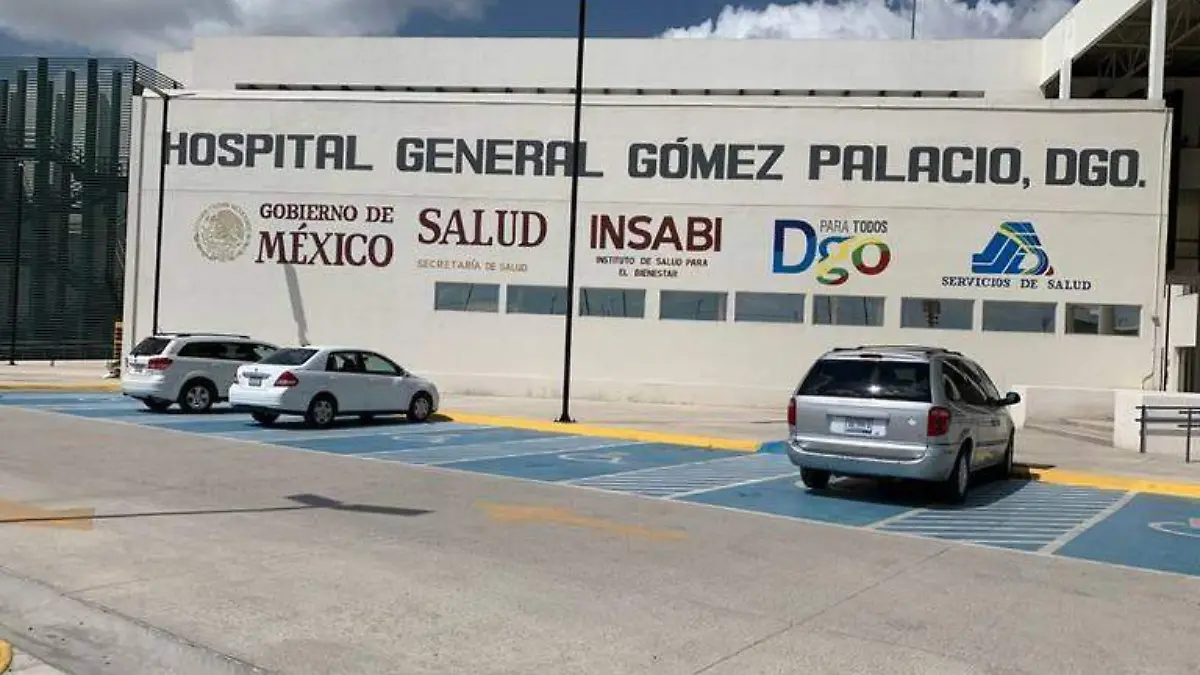 HOSPITAL GENERAL GÓMEZ PALACIO, DGO.
GOBIERNO DE
MÉXICO
SALUD
SECRETARÍA DE SALUD
INSABI
INSTITUTO DE SALUD PARA
EL BIENESTAR
PARA TODOS
Dgo
SERVICIOS DE SALUD